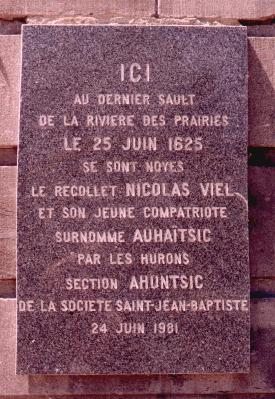 ICI
AU DERNIER SAULT
DE LA RIVIERE DES PRAIRIES
LE 25 JUIN 1625
SE SONT NOYES
LE RECOLLET NICOLAS VIEL
ET SON JEUNE COMPATRIOTE
SURNOMME AUHAITSIC
PAR LES HURONS
SECTION AHUNTSIC
DE LA SOCIETE SAINT-JEAN-BAPTISTE
24 JUIN 1981